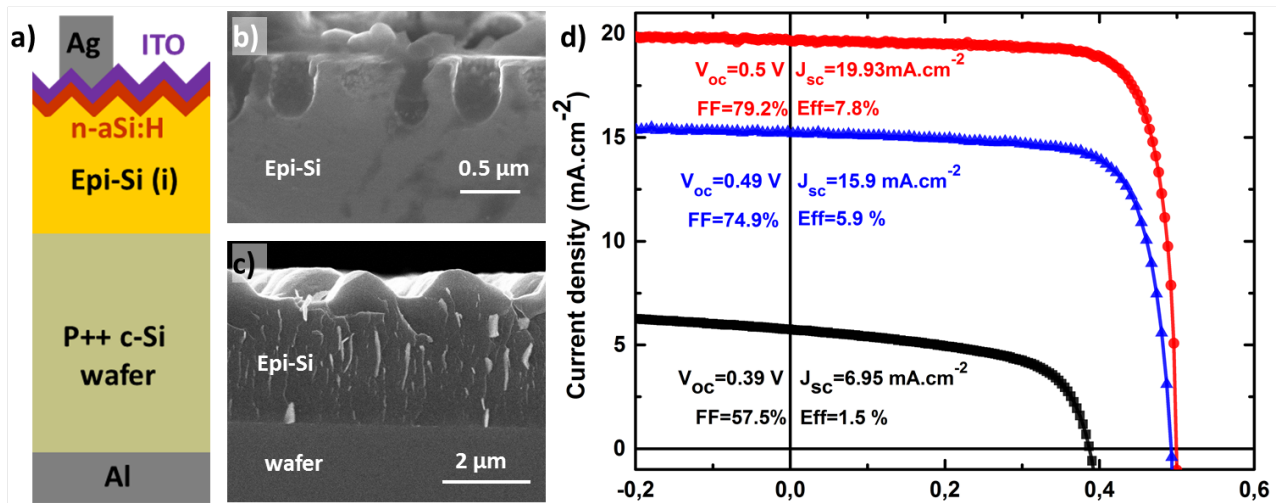 a)
Ag
ITO
n-aSi:H
Epi-Si (i)
P++ c-Si
wafer
Al
b)
Epi-Si
0.5 µm
c)
Epi-Si
2 µm
wafer
d)
Current density (mA.cm-2)
20
15
10
5
0
Voc=0.5 V Jsc=19.93mA.cm-2
FF=79.2% Eff=7.8%
Voc=0.49 V Jsc=15.9 mA.cm-2
FF=74.9% Eff=5.9 %
Voc=0.39 V Jsc=6.95 mA.cm-2
FF=57.5% Eff=1.5 %
-0,2 0,0 0,2 0,4 0,6